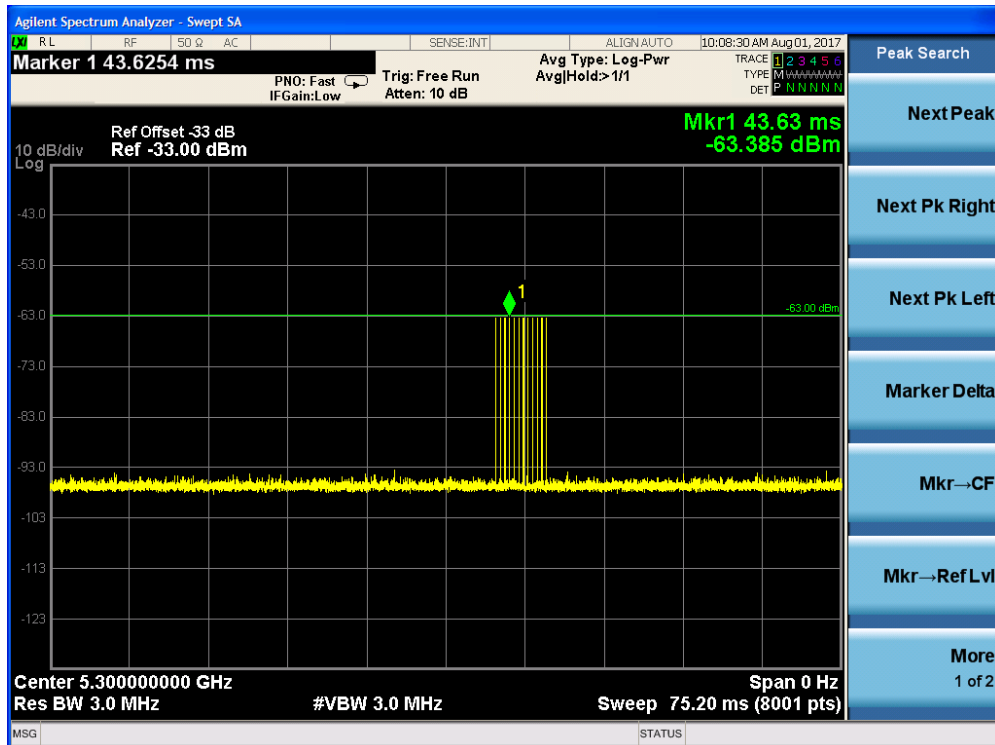 Agilent Spectrum Analyzer - Swept SA
LXI RL RF 50 Ω AC SENSE:INT ALIGN AUTO 10:08:30 AM Aug 01, 2017
Marker 1 43.6254 ms
PNO: Fast
IFGain:Low
Trig: Free Run
Atten: 10 dB
Avg Type: Log-Pwr
Avg|Hold:> 1/1
TRACE 1 2 3 4 5 6
TYPE M WWWWW
DET P N N N N N
Peak Search
Next Peak
Next Pk Right
Next Pk Left
Marker Delta
Mkr→CF
Mkr→Ref Lvl
More
1 of 2
Mkr1 43.63 ms
-63.385 dBm
Ref Offset -33 dB
10 dB/div Ref -33.00 dBm
Log
-43.0
-53.0
1
-63.00 dBm
-63.0
-73.0
-83.0
-93.0
-103
-113
-123
Center 5.300000000 GHz Span 0 Hz
Res BW 3.0 MHz #VBW 3.0 MHz Sweep 75.20 ms (8001 pts)
MSG STATUS